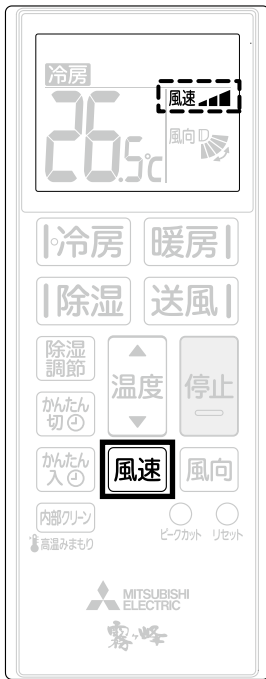 冷房
風速
26.5℃
風向
冷房 暖房
除湿 送風
除湿
調節
温度
停止
かんたん
切
かんたん
入
風速
風向
内部クリーン
高温みまもり
ピークカット リセット
MITSUBISHI
ELECTRIC
霧ヶ峰